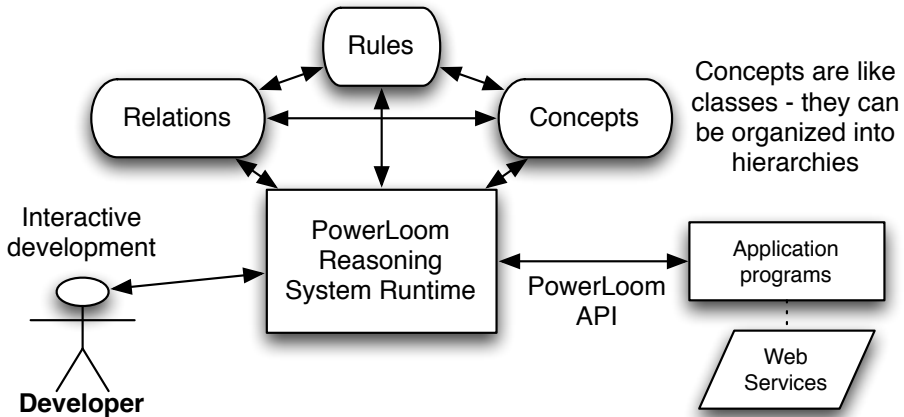 Rules
Relations
Concepts
Concepts are like
classes - they can
be organized into
hierarchies
Interactive
development
PowerLoom
Reasoning
System Runtime
PowerLoom
API
Application
programs
Web
Services
Developer